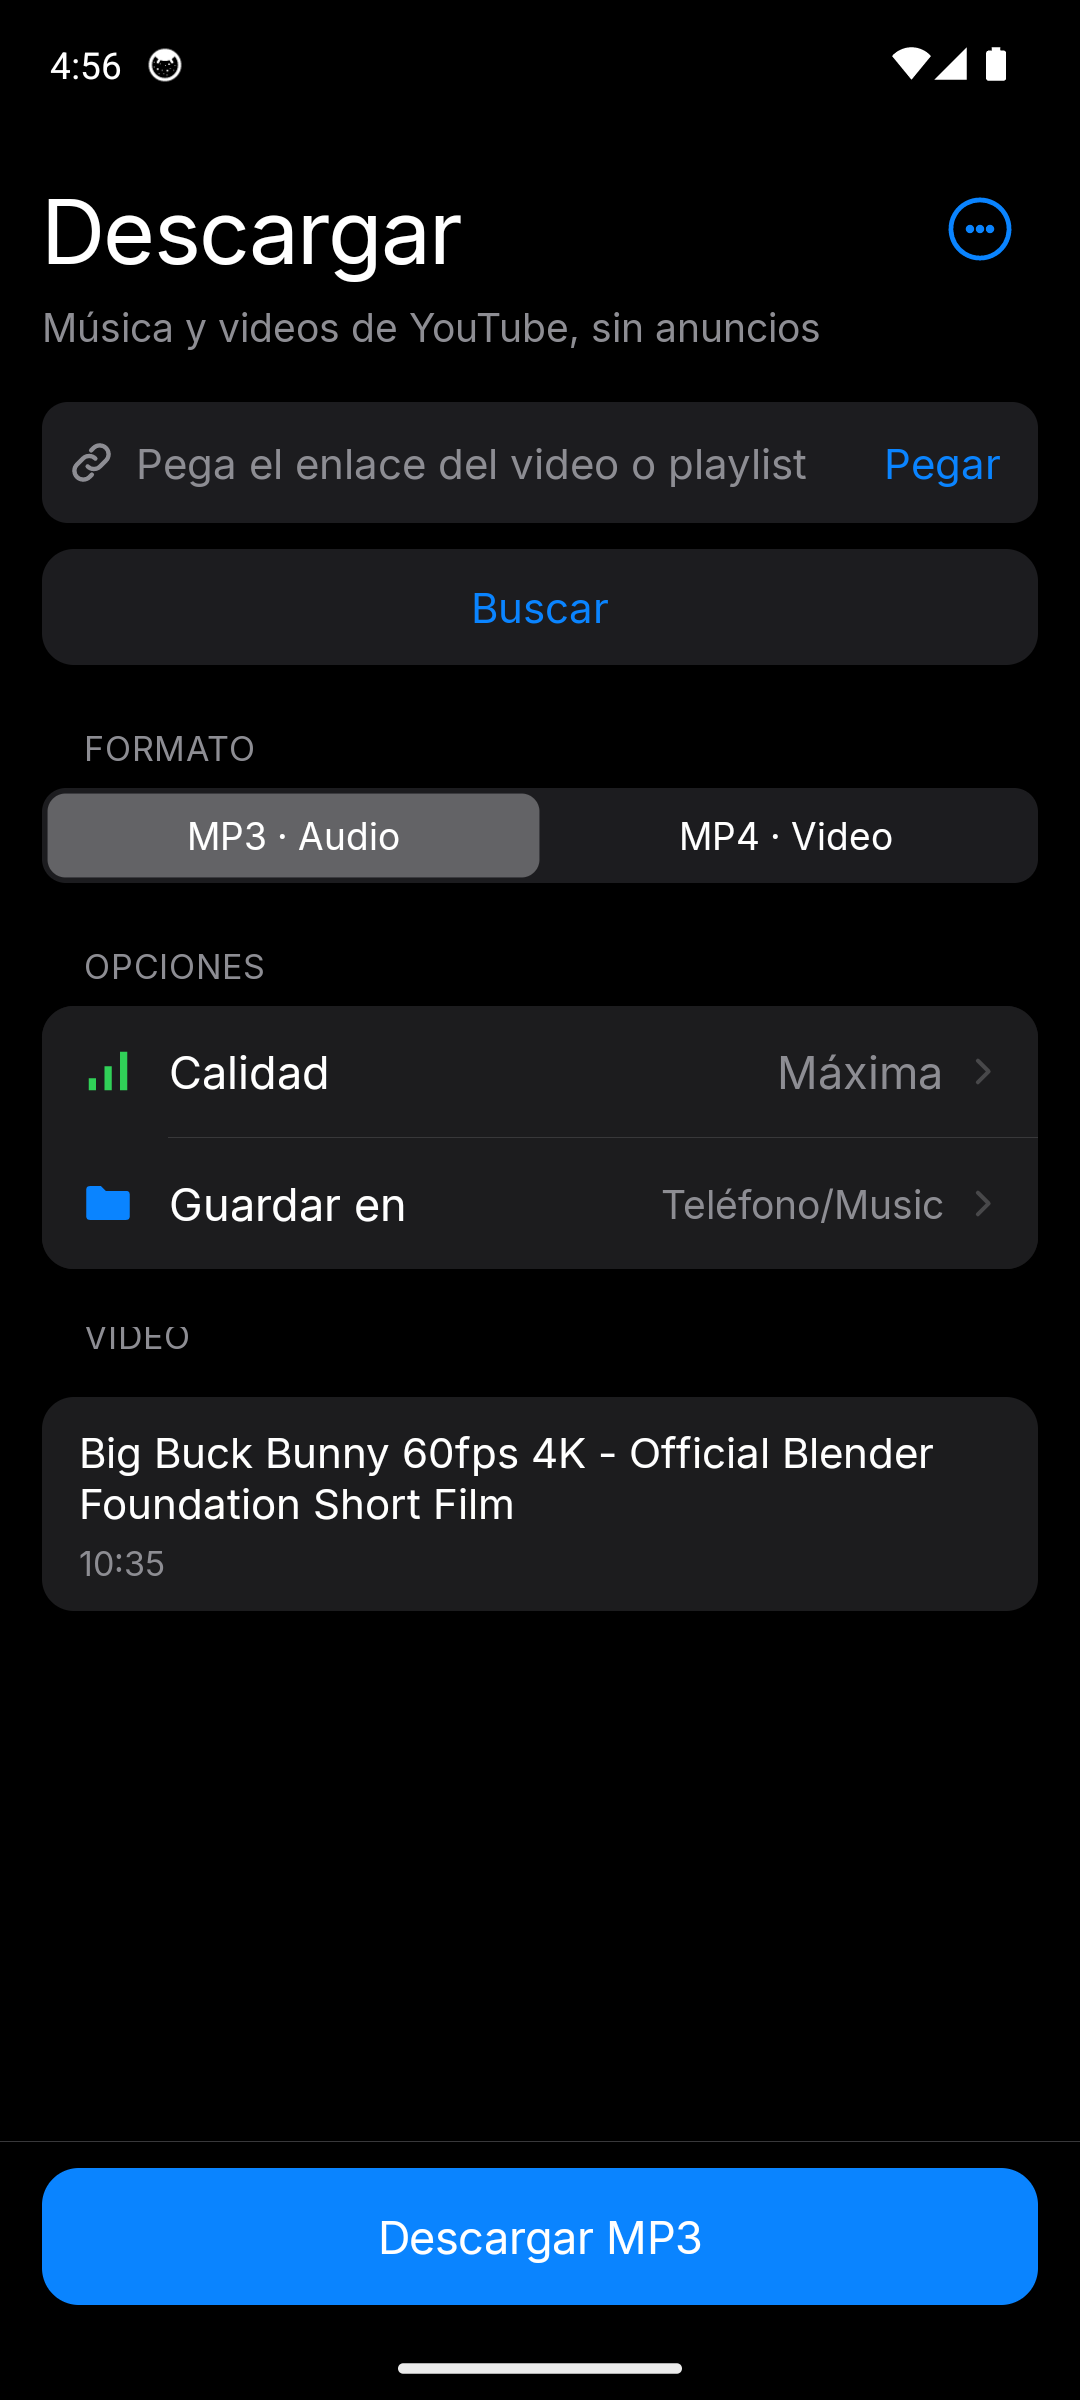 4:56
Descargar
Música y videos de YouTube, sin anuncios
Pega el enlace del video o playlist
Pegar
Buscar
FORMATO
MP3 · Audio
MP4 · Video
OPCIONES
Calidad
Máxima
Guardar en
Teléfono/Music
VIDEO
Big Buck Bunny 60fps 4K - Official Blender
Foundation Short Film
10:35
Descargar MP3